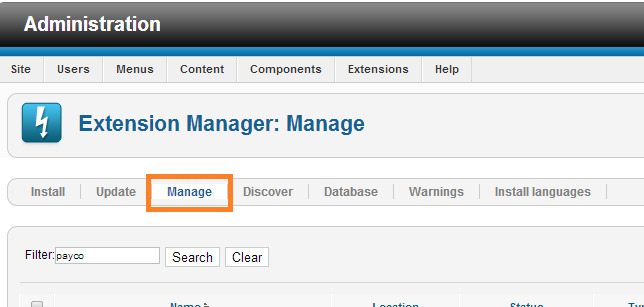 Administration
Site Users Menus Content Components Extensions Help
Extension Manager: Manage
Install Update Manage Discover Database Warnings Install languages
Filter: payco Search Clear
Name Location Status